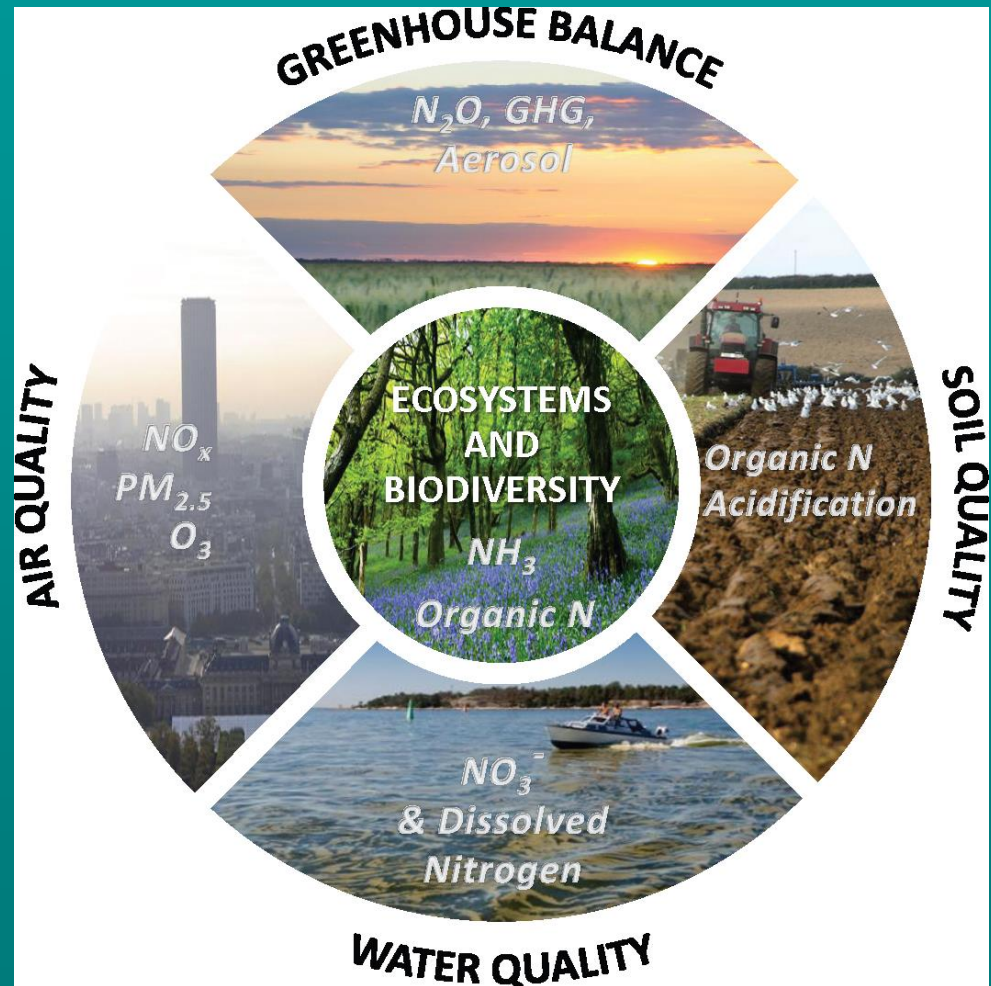 GREENHOUSE BALANCE
N₂O, GHG,
Aerosol
AIR QUALITY
NOₓ
PM₂.₅
O₃
ECOSYSTEMS
AND
BIODIVERSITY
NH₃
Organic N
Organic N
Acidification
SOIL QUALITY
NO₃⁻
& Dissolved
Nitrogen
WATER QUALITY